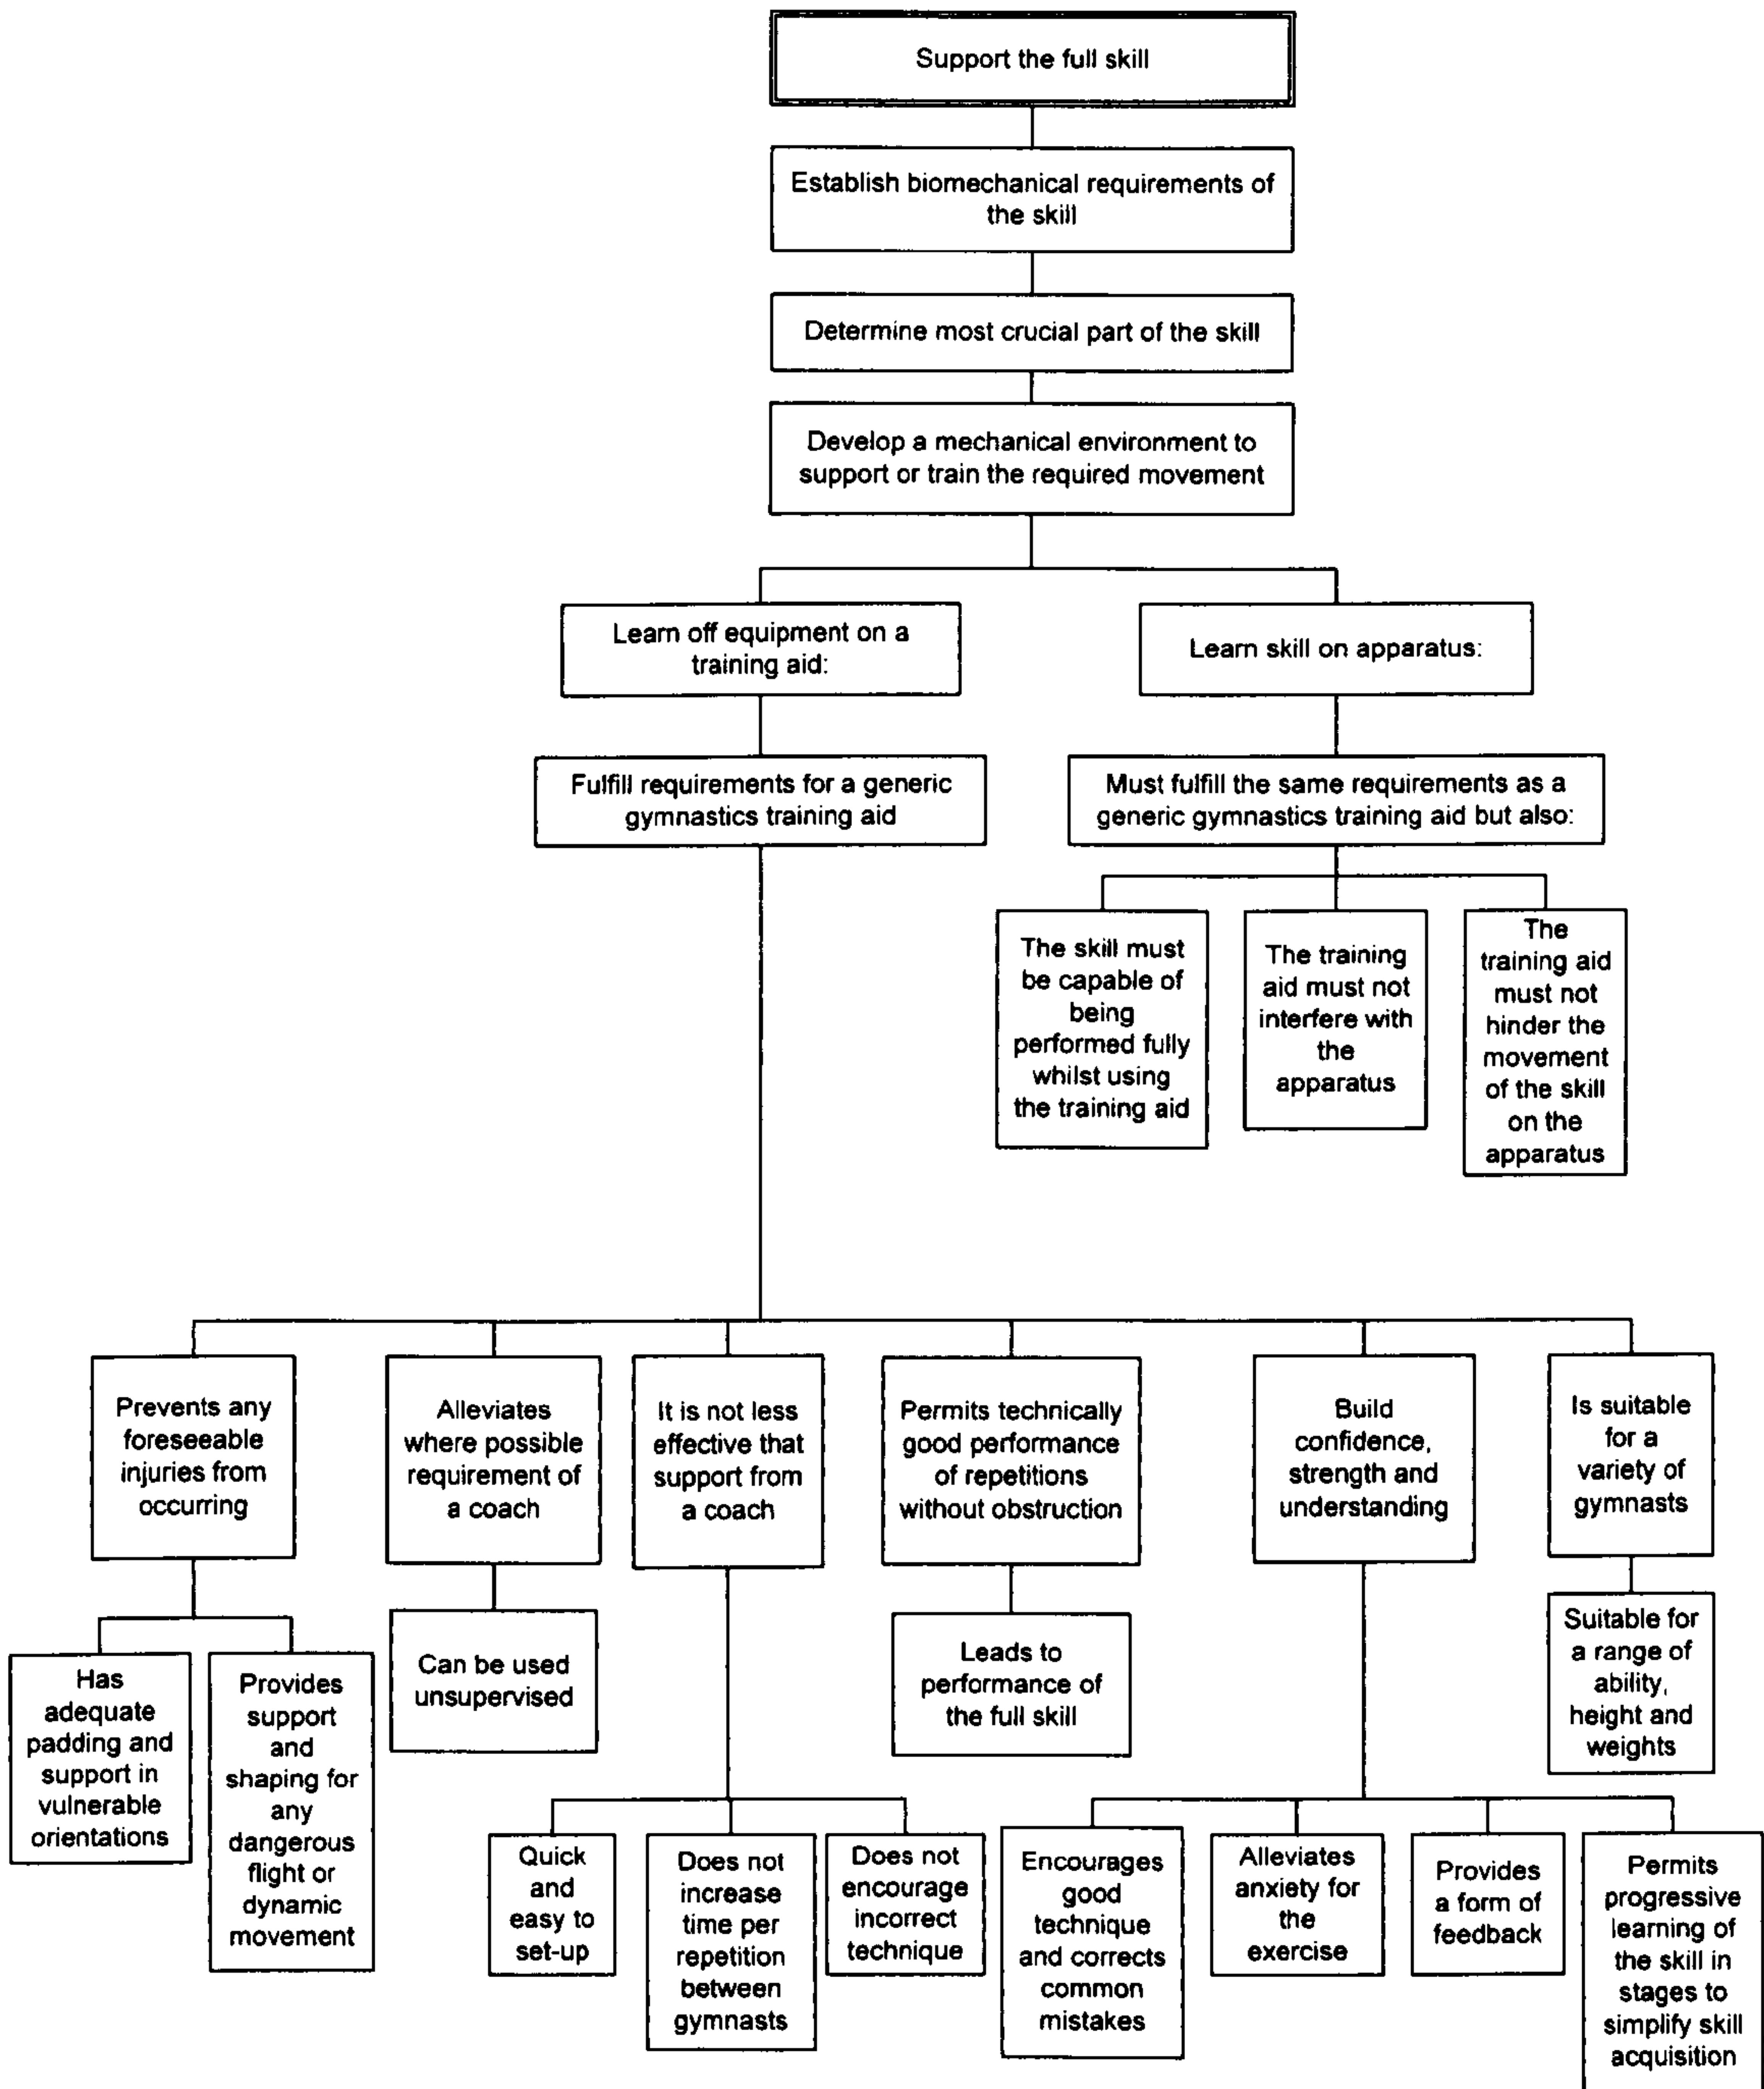 Support the full skill
Establish biomechanical requirements of
the skill
Determine most crucial part of the skill
Develop a mechanical environment to
support or train the required movement
Learn off equipment on a
training aid:
Learn skill on apparatus:
Fulfill requirements for a generic
gymnastics training aid
Must fulfill the same requirements as a
generic gymnastics training aid but also:
The skill must
be capable of
being
performed fully
whilst using
the training aid
The training
aid must not
interfere with
the
apparatus
The
training aid
must not
hinder the
movement
of the skill
on the
apparatus
Prevents any
foreseeable
injuries from
occurring
Alleviates
where possible
requirement of
a coach
It is not less
effective that
support from
a coach
Permits technically
good performance
of repetitions
without obstruction
Build
confidence,
strength and
understanding
Is suitable
for a
variety of
gymnasts
Has
adequate
padding and
support in
vulnerable
orientations
Provides
support
and
shaping for
any
dangerous
flight or
dynamic
movement
Can be used
unsupervised
Leads to
performance of
the full skill
Suitable for
a range of
ability,
height and
weights
Quick
and
easy to
set-up
Does not
increase
time per
repetition
between
gymnasts
Does not
encourage
incorrect
technique
Encourages
good
technique
and corrects
common
mistakes
Alleviates
anxiety for
the
exercise
Provides
a form of
feedback
Permits
progressive
learning of
the skill in
stages to
simplify skill
acquisition